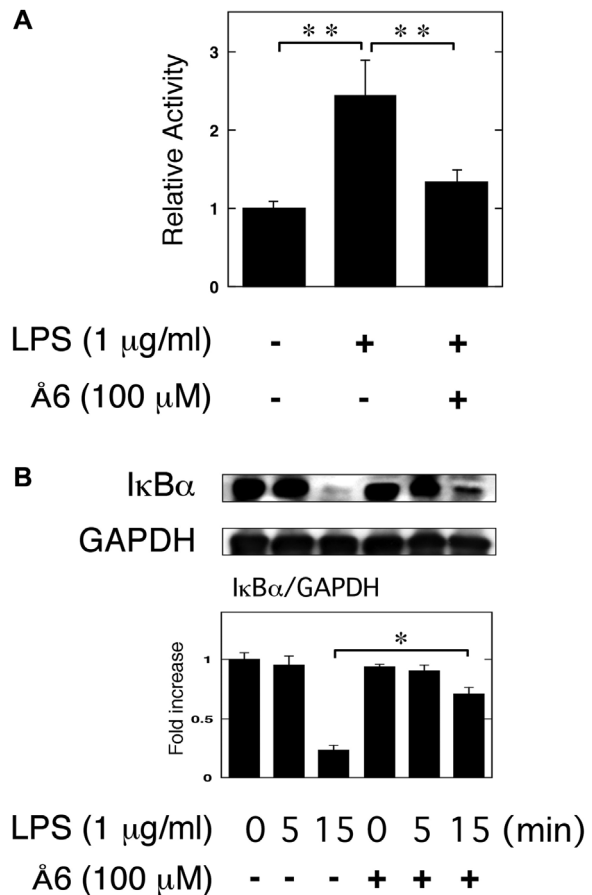 A
* * * *
3
2
1
0
Relative Activity
LPS (1 μg/ml) - + +
Å6 (100 μM) - - +
B
IκBα
GAPDH
IκBα/GAPDH
*
1
0.5
0
Fold increase
LPS (1 μg/ml) 0 5 15 0 5 15 (min)
Å6 (100 μM) - - - + + +